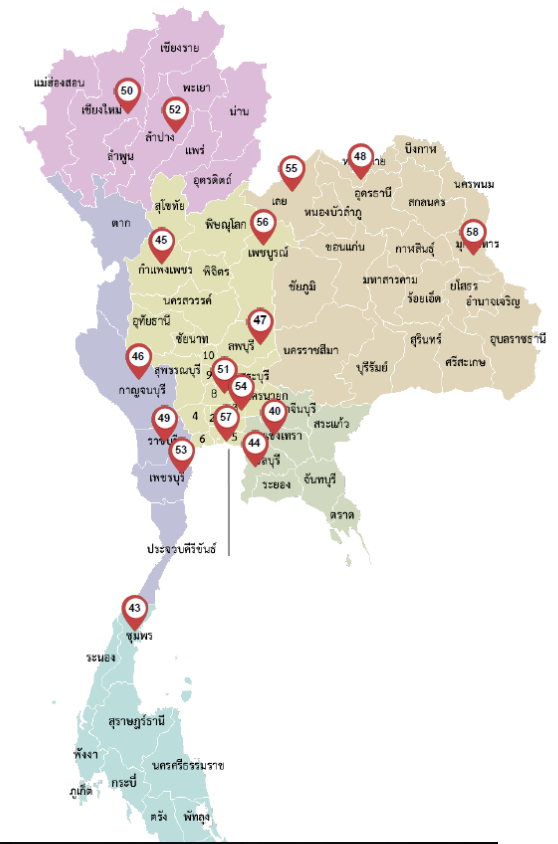 เชียงราย
แม่ฮ่องสอน
50
พะเยา
เชียงใหม่
52
น่าน
ลำปาง
ลำพูน
แพร่
อุตรดิตถ์
48
บึงกาฬ
55
อุดรธานี
นครพนม
เลย
สกลนคร
หนองบัวลำภู
สุโขทัย
ตาก
พิษณุโลก
56
58
45
เพชรบูรณ์
ขอนแก่น
กาฬสินธุ์
กำแพงเพชร
พิจิตร
ชัยภูมิ
มหาสารคาม
ยโสธร
ร้อยเอ็ด
อำนาจเจริญ
นครสวรรค์
อุทัยธานี
47
ชัยนาท
ลพบุรี
นครราชสีมา
สุรินทร์
อุบลราชธานี
10
46
สุพรรณบุรี
51
9
บุรีรัมย์
ศรีสะเกษ
กาญจนบุรี
8
54
49
4
2
57
40
สระแก้ว
ราชบุรี
6
5
44
53
เพชรบุรี
ระยอง
จันทบุรี
ตราด
ประจวบคีรีขันธ์
43
ชุมพร
ระนอง
สุราษฎร์ธานี
พังงา
นครศรีธรรมราช
ภูเก็ต
กระบี่
ตรัง
พัทลุง